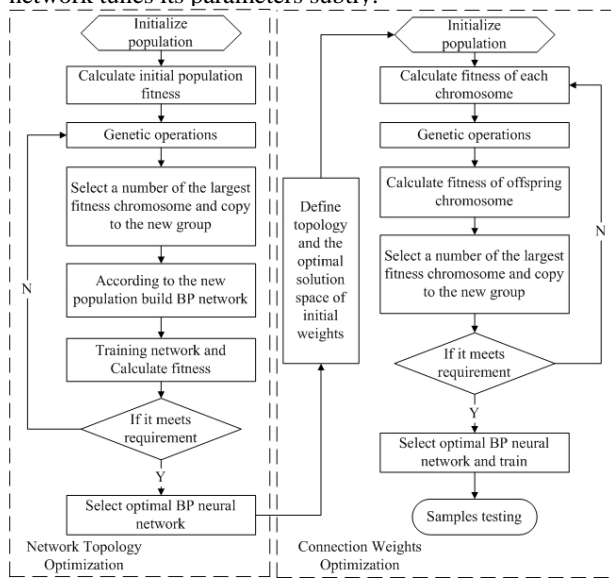 network tunes its parameters subtly.
Initialize
population
Calculate initial population
fitness
Genetic operations
Select a number of the largest
fitness chromosome and copy
to the new group
N
According to the new
population build BP network
Training network and
Calculate fitness
If it meets
requirement
Y
Select optimal BP neural
network
Network Topology
Optimization
Define
topology and the
optimal solution
space of
initial
weights
Initialize
population
Calculate fitness of each
chromosome
Genetic operations
Calculate fitness of offspring
chromosome
N
Select a number of the largest
fitness chromosome and copy
to the new group
If it meets
requirement
Y
Select optimal BP neural
network and train
Samples testing
Connection Weights
Optimization